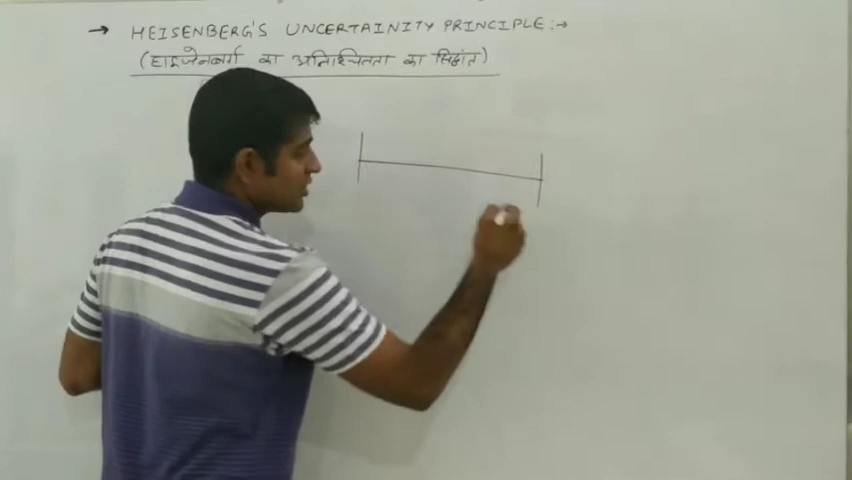 → HEISENBERG'S UNCERTAINITY PRINCIPLE:→
(हाइजेनबर्ग का अनिश्चितता का सिद्धांत)